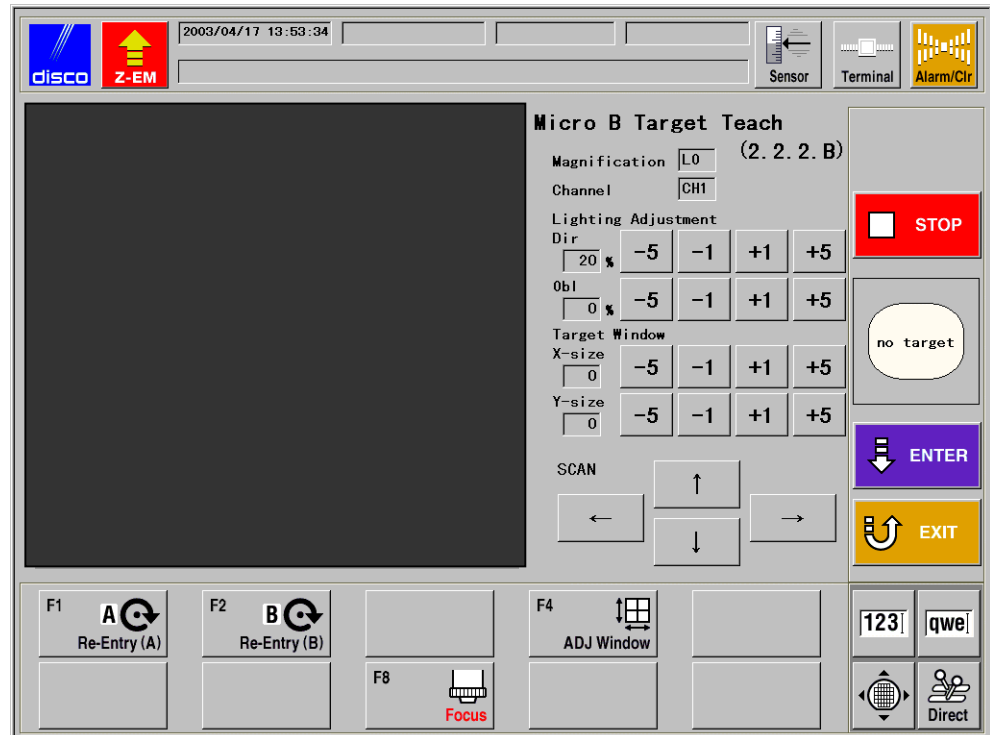 disco
Z-EM
2003/04/17 13:53:34
Sensor
Terminal
Alarm/Clr
Micro B Target Teach
(2.2.2.B)
Magnification L0
Channel CH1
Lighting Adjustment
Dir
20 % −5 −1 +1 +5
Obl
0 % −5 −1 +1 +5
Target Window
X-size
0 −5 −1 +1 +5
Y-size
0 −5 −1 +1 +5
SCAN
↑
← →
↓
STOP
no target
ENTER
EXIT
F1 A Re-Entry (A)
F2 B Re-Entry (B)
F4 ADJ Window
F8 Focus
123
qwe
Direct